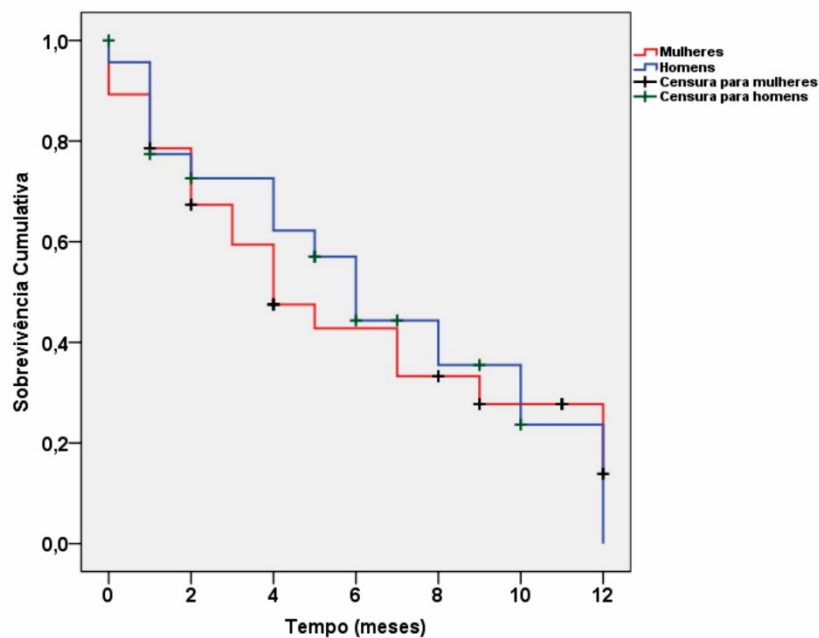 Sobrevivência Cumulativa
1,0
0,8
0,6
0,4
0,2
0,0
0 2 4 6 8 10 12
Tempo (meses)
Mulheres
Homens
Censura para mulheres
Censura para homens